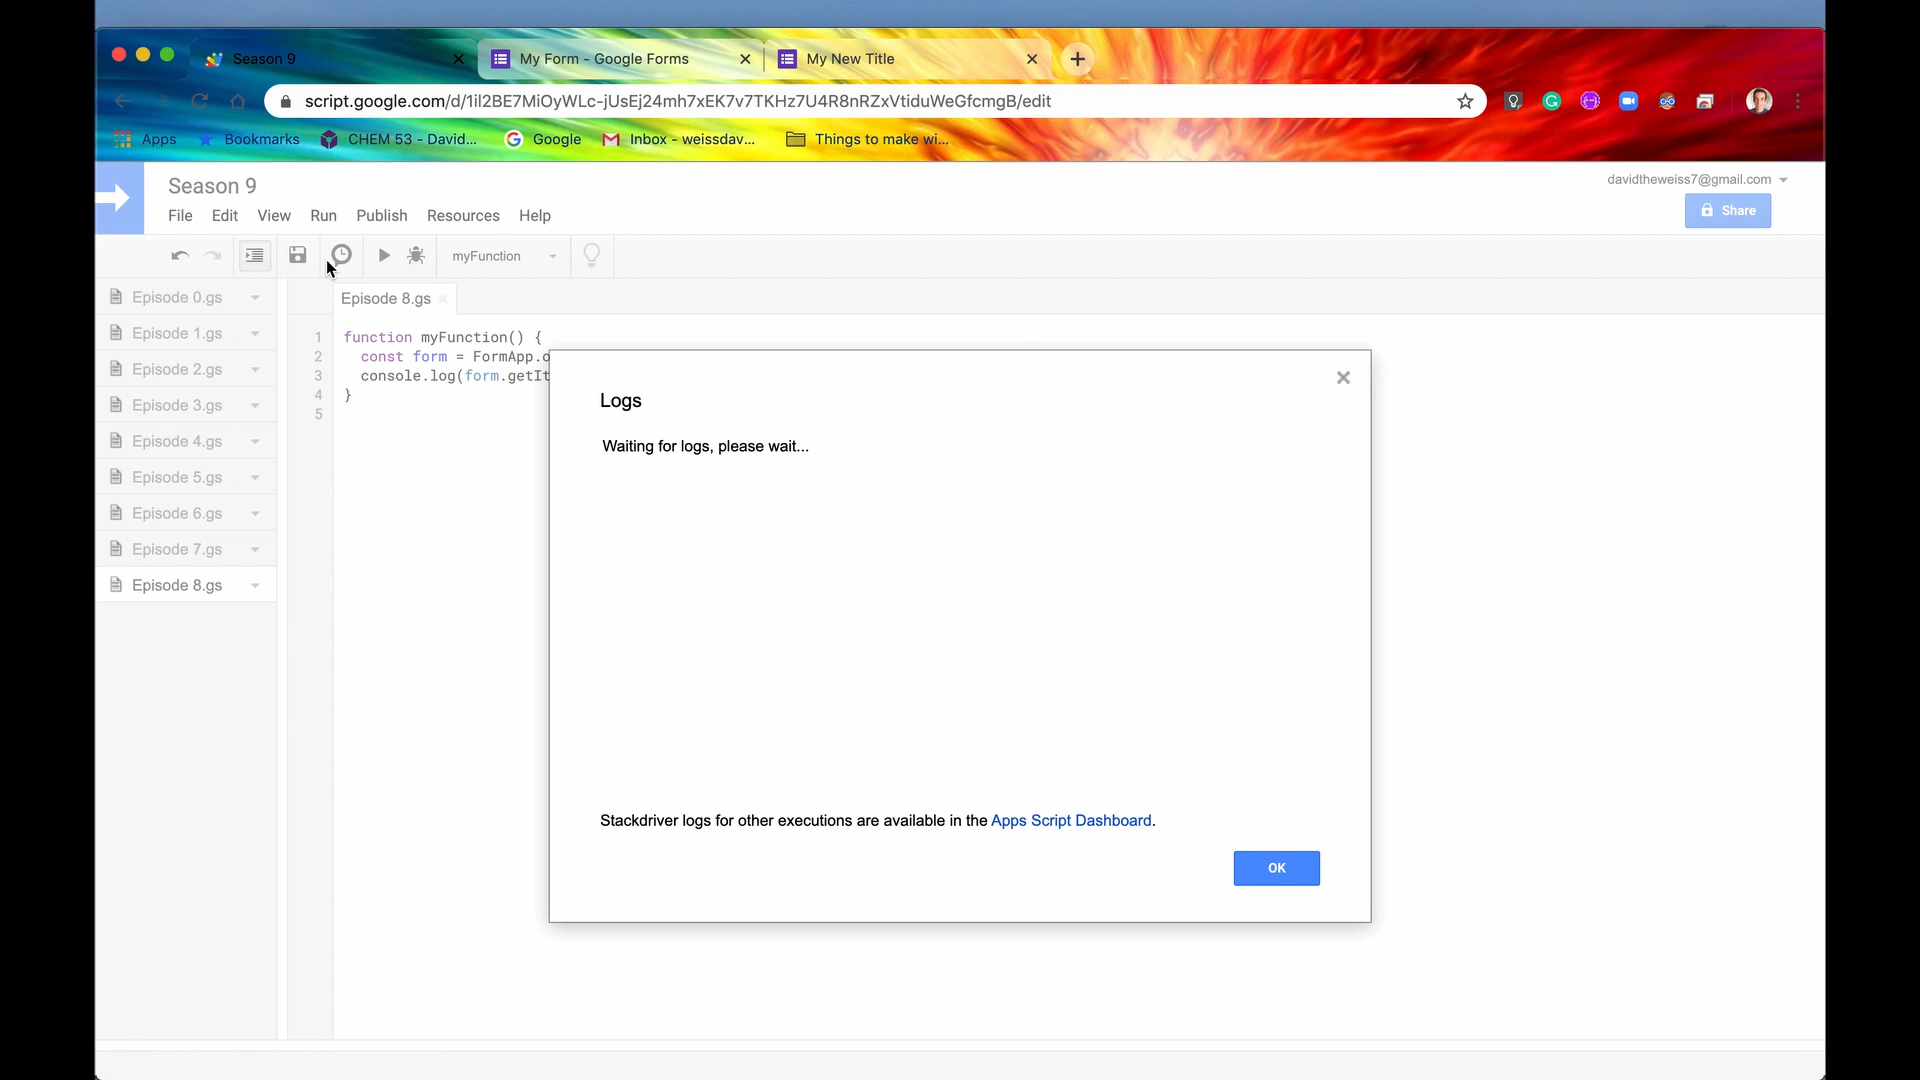 Season 9
My Form - Google Forms
My New Title
script.google.com/d/1il2BE7MiOyWLc-jUsEj24mh7xEK7v7TKHz7U4R8nRZxVtiduWeGfcmgB/edit
Apps
Bookmarks
CHEM 53 - David...
Google
Inbox - weissdav...
Things to make wi...
Season 9
davidtheweiss7@gmail.com
File Edit View Run Publish Resources Help
Share
myFunction
Episode 0.gs
Episode 1.gs
Episode 2.gs
Episode 3.gs
Episode 4.gs
Episode 5.gs
Episode 6.gs
Episode 7.gs
Episode 8.gs
Episode 8.gs
1 function myFunction() {
2 const form = FormApp.o
3 console.log(form.getIt
4 }
5
Logs
Waiting for logs, please wait...
Stackdriver logs for other executions are available in the Apps Script Dashboard.
OK